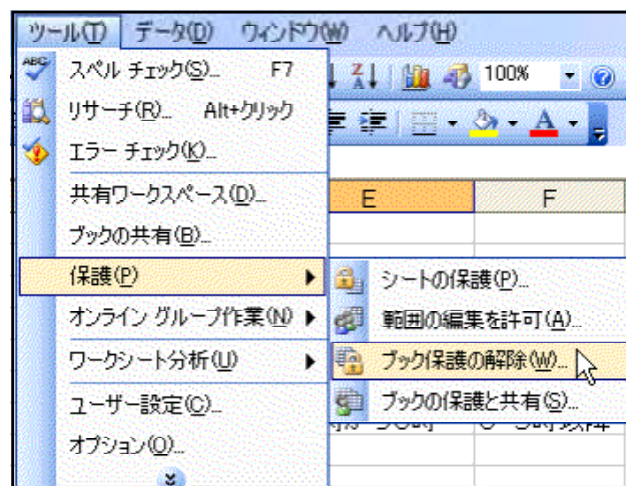 ツール(T) データ(D) ウィンドウ(W) ヘルプ(H)
ABC スペル チェック(S)... F7
リサーチ(R)... Alt+クリック
エラー チェック(K)...
共有ワークスペース(D)...
ブックの共有(B)...
保護(P)
オンライン グループ作業(N)
ワークシート分析(U)
ユーザー設定(C)...
オプション(O)...
100%
A
E F
シートの保護(P)...
範囲の編集を許可(A)...
ブック保護の解除(W)...
ブックの保護と共有(S)...